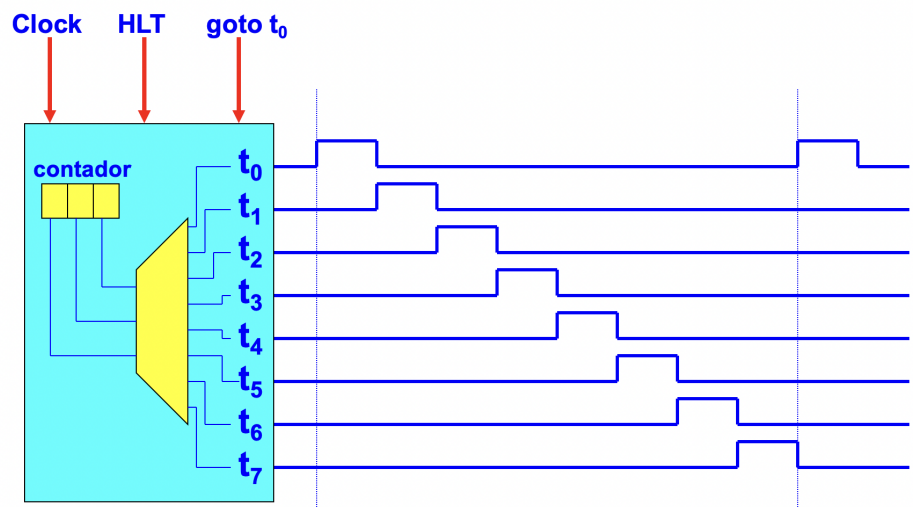 Clock HLT goto t₀
contador
t₀
t₁
t₂
t₃
t₄
t₅
t₆
t₇